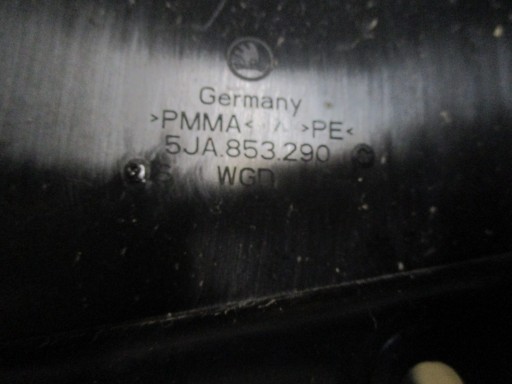 Germany
>PMMA< >PE<
5JA.853.290
WGD